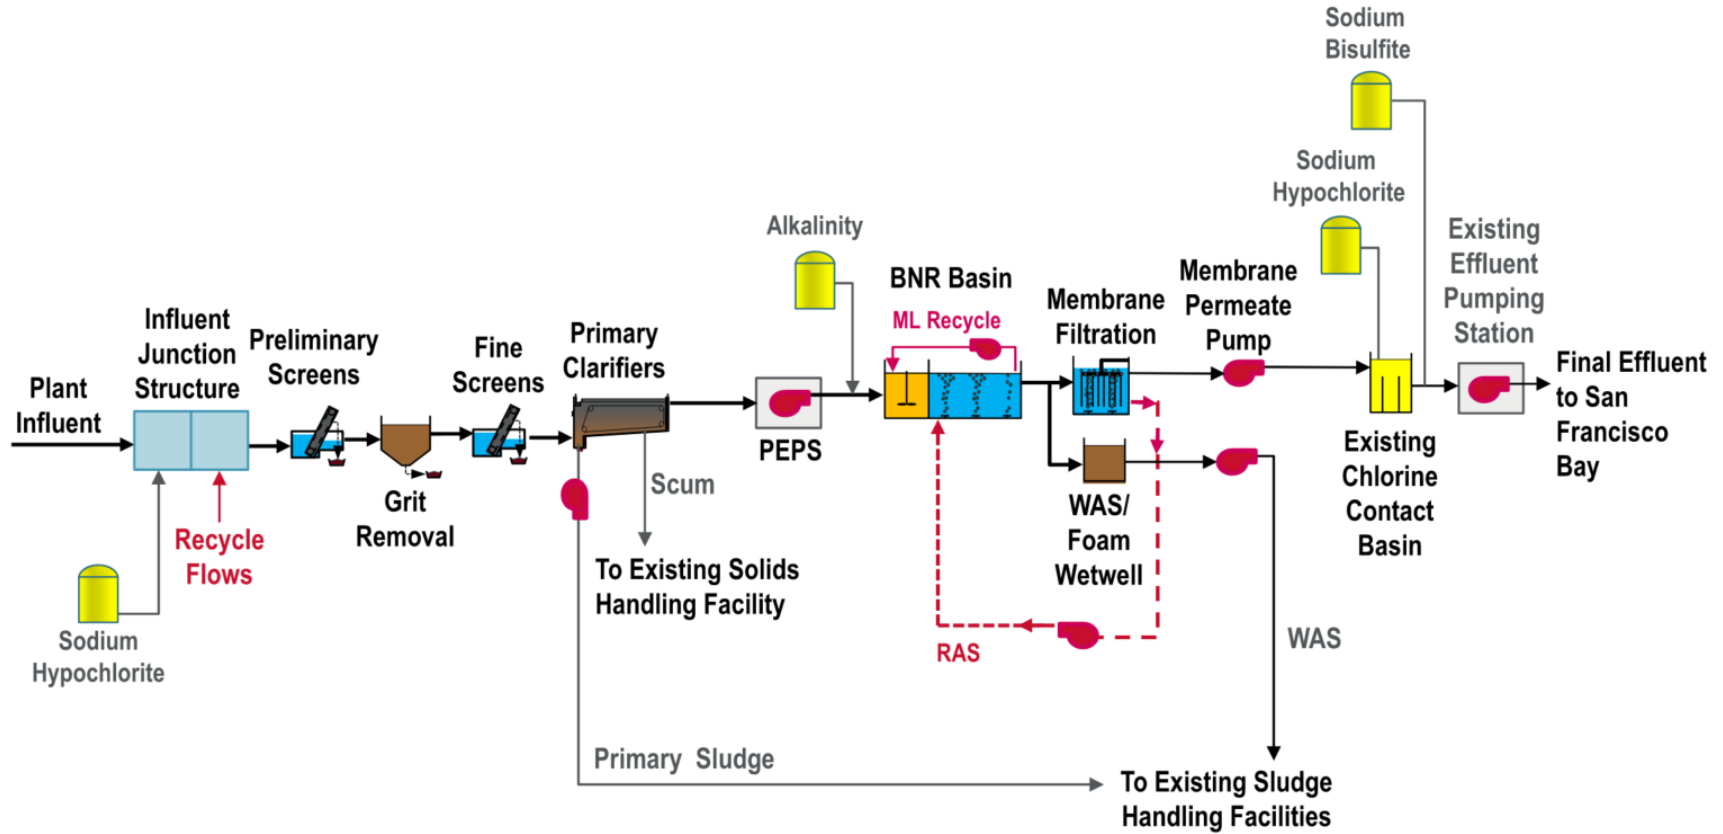 Plant
Influent
Influent
Junction
Structure
Sodium
Hypochlorite
Recycle
Flows
Preliminary
Screens
Grit
Removal
Fine
Screens
Primary
Clarifiers
Scum
To Existing Solids
Handling Facility
Primary Sludge
PEPS
Alkalinity
BNR Basin
ML Recycle
RAS
Membrane
Filtration
WAS/
Foam
Wetwell
Membrane
Permeate
Pump
WAS
To Existing Sludge
Handling Facilities
Sodium
Bisulfite
Sodium
Hypochlorite
Existing
Chlorine
Contact
Basin
Existing
Effluent
Pumping
Station
Final Effluent
to San
Francisco
Bay